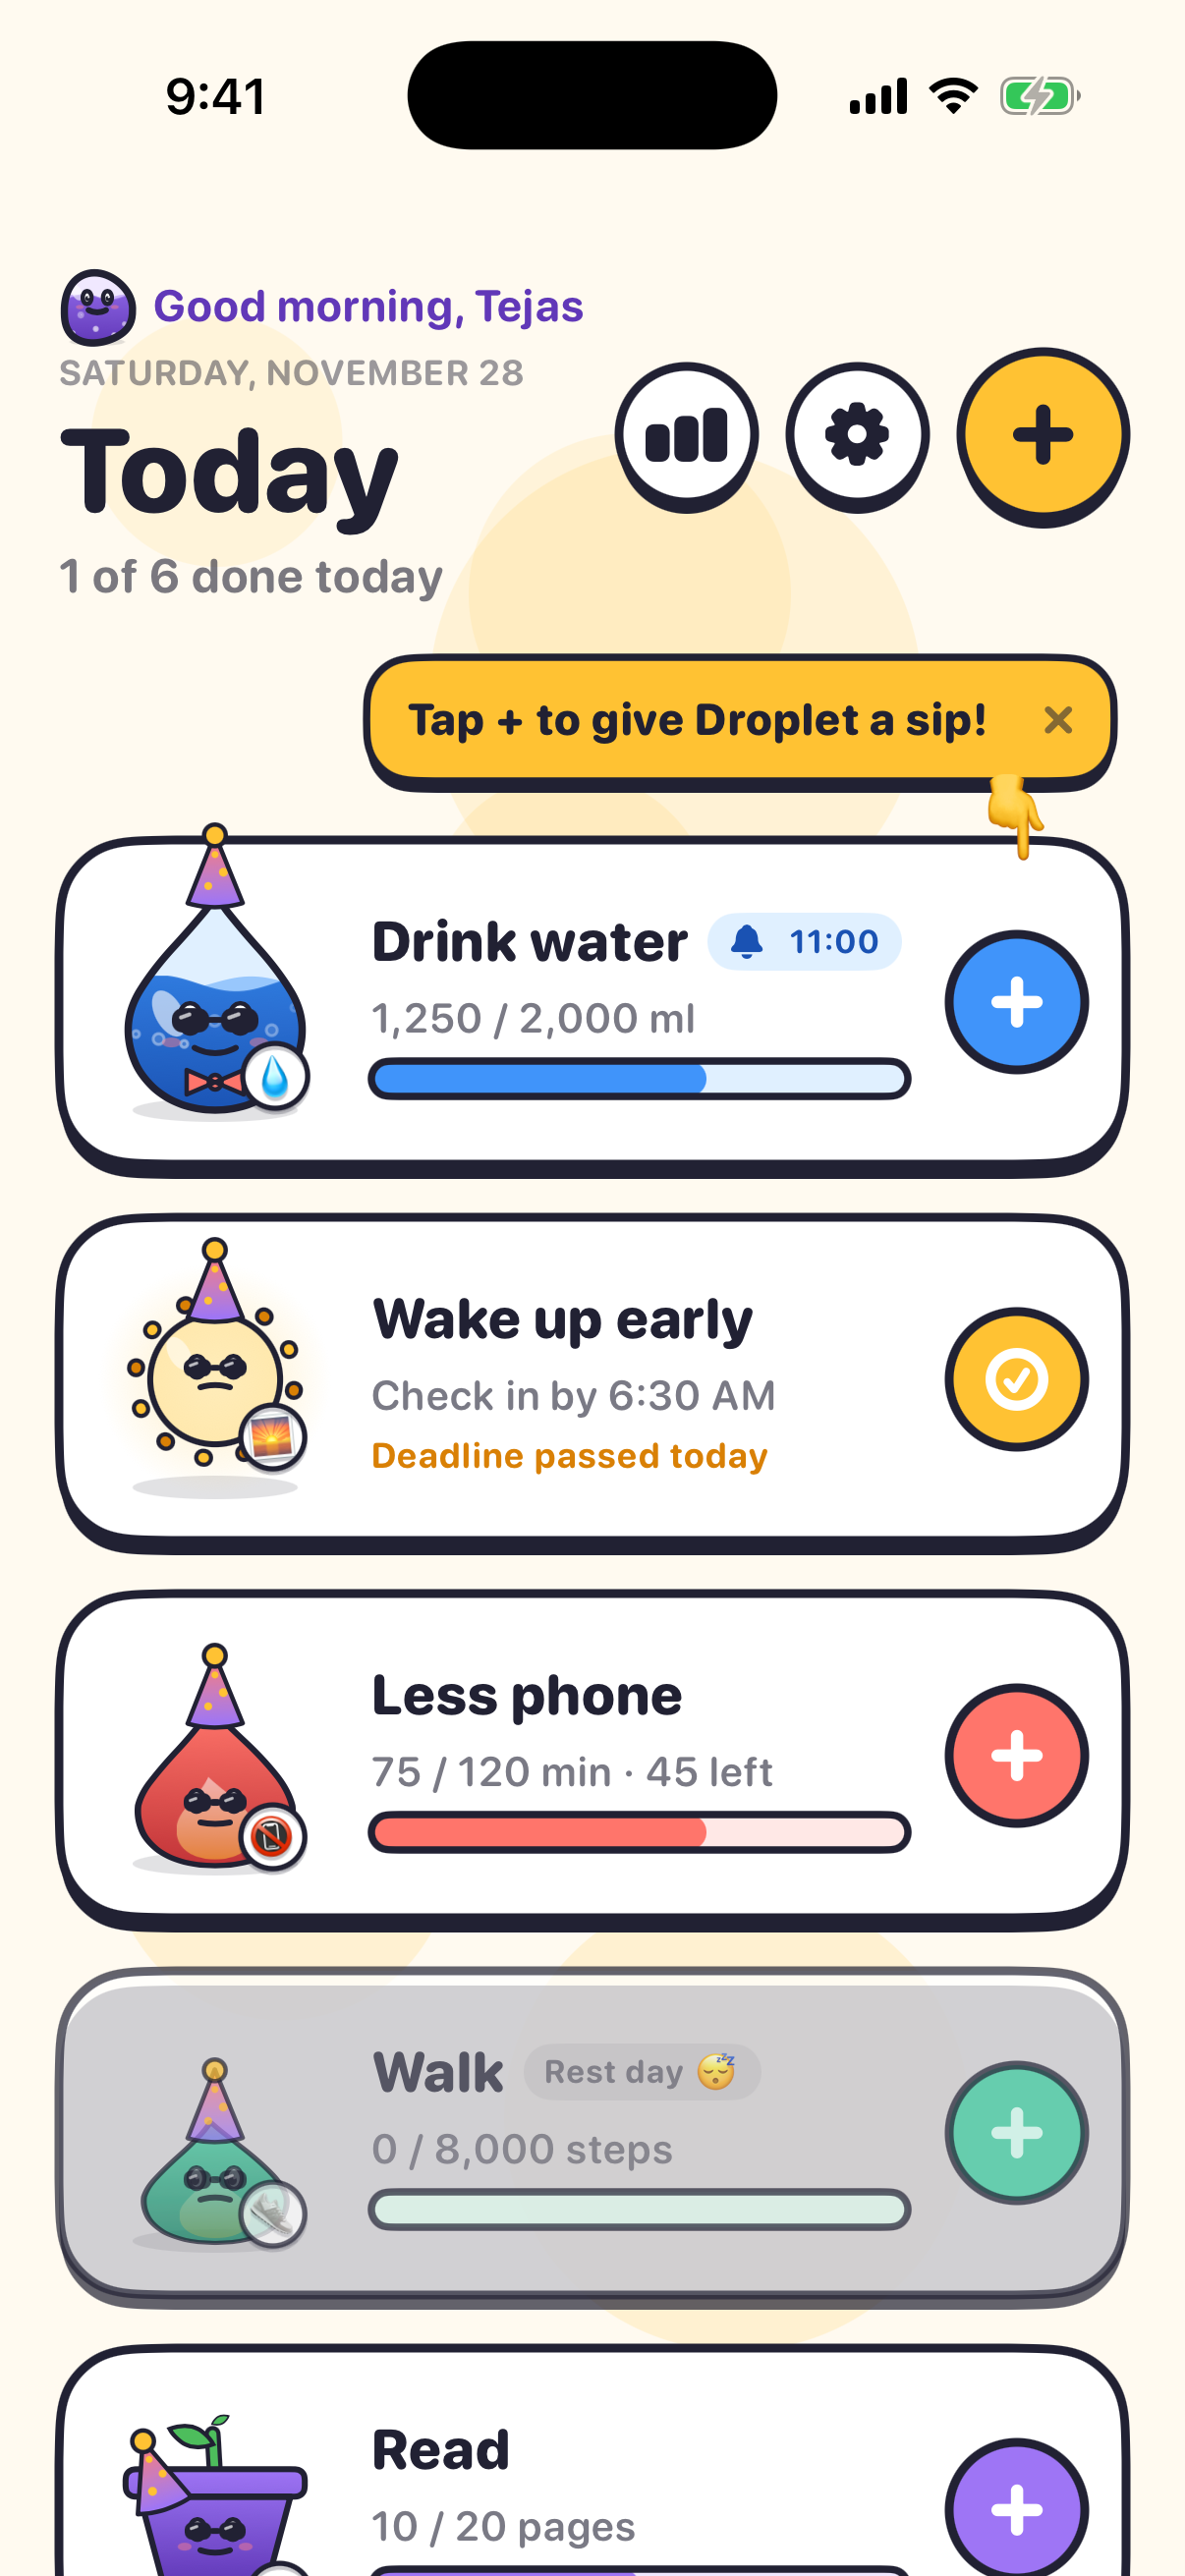 9:41
Good morning, Tejas
SATURDAY, NOVEMBER 28
Today
1 of 6 done today
Tap + to give Droplet a sip!
Drink water 11:00
1,250 / 2,000 ml
Wake up early
Check in by 6:30 AM
Deadline passed today
Less phone
75 / 120 min · 45 left
Walk Rest day 😴
0 / 8,000 steps
Read
10 / 20 pages